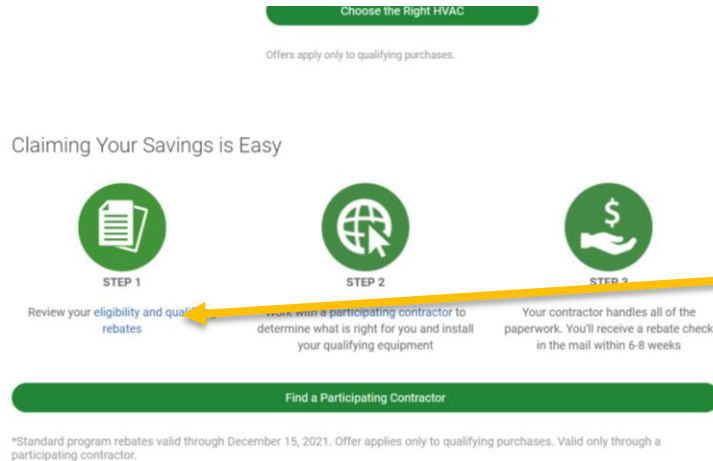 Choose the Right HVAC
Offers apply only to qualifying purchases.
Claiming Your Savings is Easy
STEP 1
Review your eligibility and
rebates
STEP 2
Work with a participating contractor to
determine what is right for you and install
your qualifying equipment
STEP 3
Your contractor handles all of the
paperwork. You'll receive a rebate check
in the mail within 6-8 weeks
Find a Participating Contractor
*Standard program rebates valid through December 15, 2021. Offer applies only to qualifying purchases. Valid only through a
participating contractor.